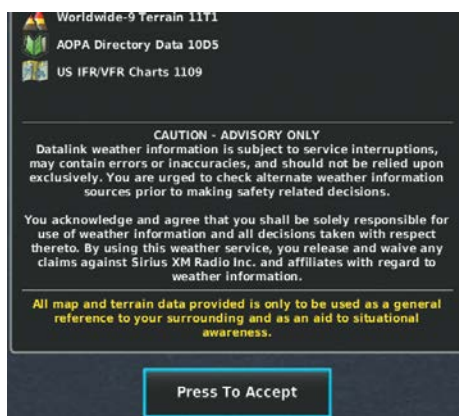 Worldwide-9 Terrain 11T1
AOPA Directory Data 10D5
US IFR/VFR Charts 1109
CAUTION - ADVISORY ONLY
Datalink weather information is subject to service interruptions,
may contain errors or inaccuracies, and should not be relied upon
exclusively. You are urged to check alternate weather information
sources prior to making safety related decisions.
You acknowledge and agree that you shall be solely responsible for
use of weather information and all decisions taken with respect
thereto. By using this weather service, you release and waive any
claims against Sirius XM Radio Inc. and affiliates with regard to
weather information.
All map and terrain data provided is only to be used as a general
reference to your surrounding and as an aid to situational
awareness.
Press To Accept